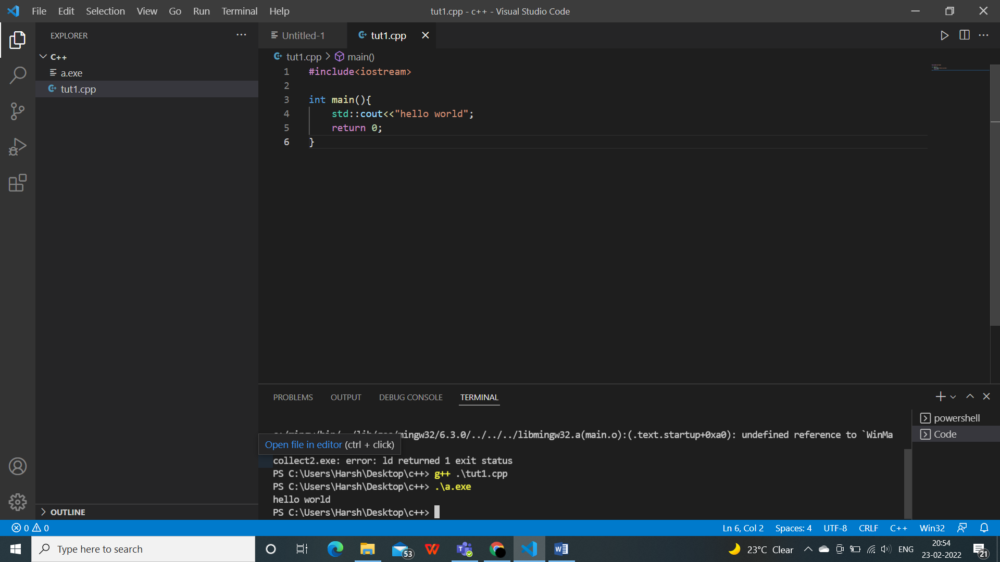 File Edit Selection View Go Run Terminal Help
tut1.cpp - c++ - Visual Studio Code
EXPLORER
C++
a.exe
tut1.cpp
OUTLINE
Untitled-1
tut1.cpp
tut1.cpp > main()
1 #include<iostream>
2
3 int main(){
4 std::cout<<"hello world";
5 return 0;
6 }
PROBLEMS OUTPUT DEBUG CONSOLE TERMINAL
mingw32/6.3.0/../../../libmingw32.a(main.o):(.text.startup+0xa0): undefined reference to `WinMa
Open file in editor (ctrl + click)
collect2.exe: error: ld returned 1 exit status
PS C:\Users\Harsh\Desktop\c++> g++ .\tut1.cpp
PS C:\Users\Harsh\Desktop\c++> .\a.exe
hello world
PS C:\Users\Harsh\Desktop\c++>
powershell
Code
0 0
Ln 6, Col 2 Spaces: 4 UTF-8 CRLF C++ Win32
Type here to search
53
23°C Clear
ENG
20:54
23-02-2022
21